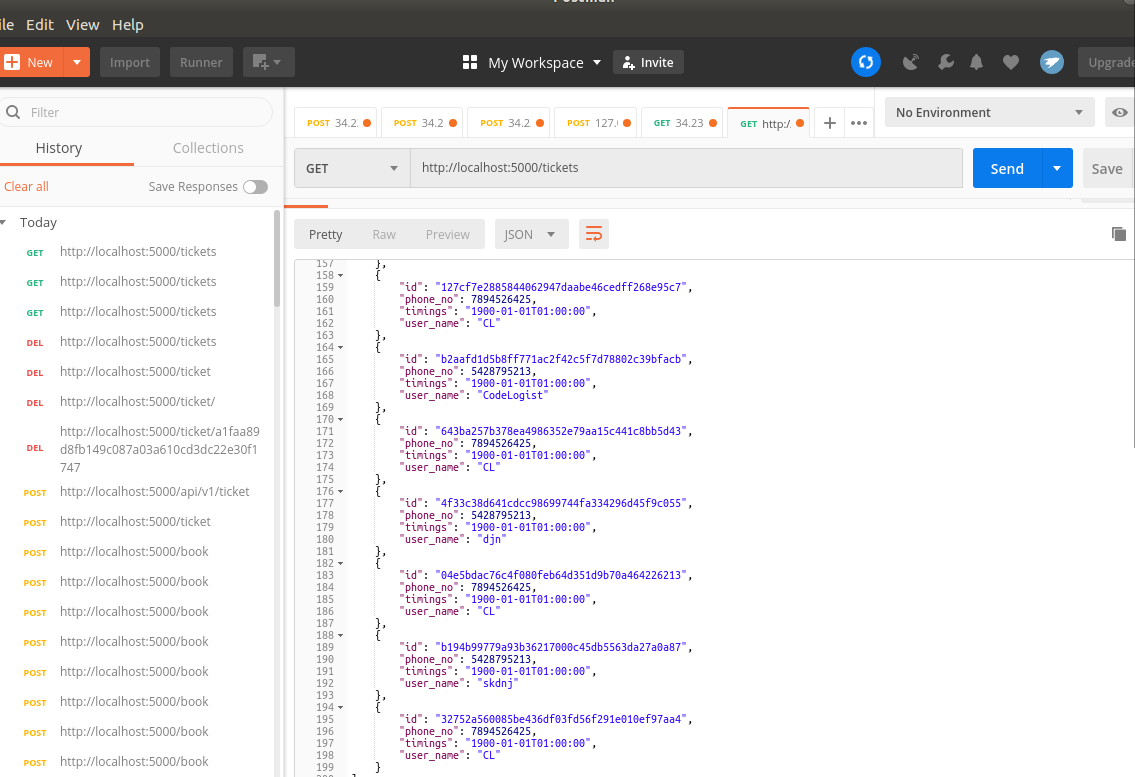 Postman
ile Edit View Help
New Import Runner My Workspace Invite Upgrade
Filter
History Collections
Clear all Save Responses
Today
GET http://localhost:5000/tickets
GET http://localhost:5000/tickets
GET http://localhost:5000/tickets
DEL http://localhost:5000/tickets
DEL http://localhost:5000/ticket
DEL http://localhost:5000/ticket/
DEL http://localhost:5000/ticket/a1faa89
d8fb149c087a03a610cd3dc22e30f1
747
POST http://localhost:5000/api/v1/ticket
POST http://localhost:5000/ticket
POST http://localhost:5000/book
POST http://localhost:5000/book
POST http://localhost:5000/book
POST http://localhost:5000/book
POST http://localhost:5000/book
POST http://localhost:5000/book
POST http://localhost:5000/book
POST http://localhost:5000/book
POST 34.2 POST 34.2 POST 34.2 POST 127. GET 34.23 GET http:/ + ••• No Environment
GET http://localhost:5000/tickets Send Save
Pretty Raw Preview JSON
157 },
158 {
159 "id": "127cf7e2885844062947daabe46cedff268e95c7",
160 "phone_no": 7894526425,
161 "timings": "1900-01-01T01:00:00",
162 "user_name": "CL"
163 },
164 {
165 "id": "b2aafd1d5b8ff771ac2f42c5f7d78802c39bfacb",
166 "phone_no": 5428795213,
167 "timings": "1900-01-01T01:00:00",
168 "user_name": "CodeLogist"
169 },
170 {
171 "id": "643ba257b378ea4986352e79aa15c441c8bb5d43",
172 "phone_no": 7894526425,
173 "timings": "1900-01-01T01:00:00",
174 "user_name": "CL"
175 },
176 {
177 "id": "4f33c38d641cdcc98699744fa334296d45f9c055",
178 "phone_no": 5428795213,
179 "timings": "1900-01-01T01:00:00",
180 "user_name": "djn"
181 },
182 {
183 "id": "04e5bdac76c4f080feb64d351d9b70a464226213",
184 "phone_no": 7894526425,
185 "timings": "1900-01-01T01:00:00",
186 "user_name": "CL"
187 },
188 {
189 "id": "b194b99779a93b36217000c45db5563da27a0a87",
190 "phone_no": 5428795213,
191 "timings": "1900-01-01T01:00:00",
192 "user_name": "skdnj"
193 },
194 {
195 "id": "32752a560085be436df03fd56f291e010ef97aa4",
196 "phone_no": 7894526425,
197 "timings": "1900-01-01T01:00:00",
198 "user_name": "CL"
199 }